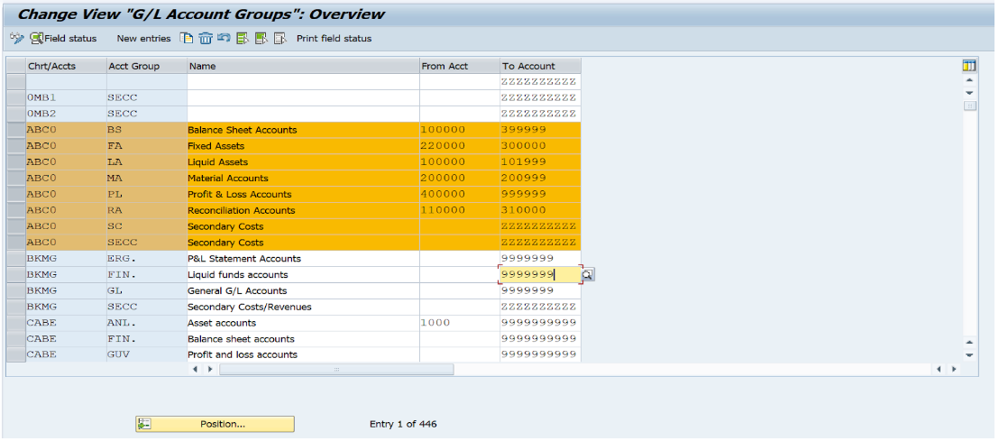 Change View "G/L Account Groups": Overview
Field status New entries Print field status
Chrt/Accts Acct Group Name From Acct To Account
ZZZZZZZZZZ
0MB1 SECC ZZZZZZZZZZ
0MB2 SECC ZZZZZZZZZZ
ABC0 BS Balance Sheet Accounts 100000 399999
ABC0 FA Fixed Assets 220000 300000
ABC0 LA Liquid Assets 100000 101999
ABC0 MA Material Accounts 200000 200999
ABC0 PL Profit & Loss Accounts 400000 999999
ABC0 RA Reconciliation Accounts 110000 310000
ABC0 SC Secondary Costs ZZZZZZZZZZ
ABC0 SECC Secondary Costs ZZZZZZZZZZ
BKMG ERG. P&L Statement Accounts 9999999
BKMG FIN. Liquid funds accounts 9999999
BKMG GL General G/L Accounts 9999999
BKMG SECC Secondary Costs/Revenues ZZZZZZZZZZ
CABE ANL. Asset accounts 1000 9999999999
CABE FIN. Balance sheet accounts 9999999999
CABE GUV Profit and loss accounts 9999999999
Position... Entry 1 of 446